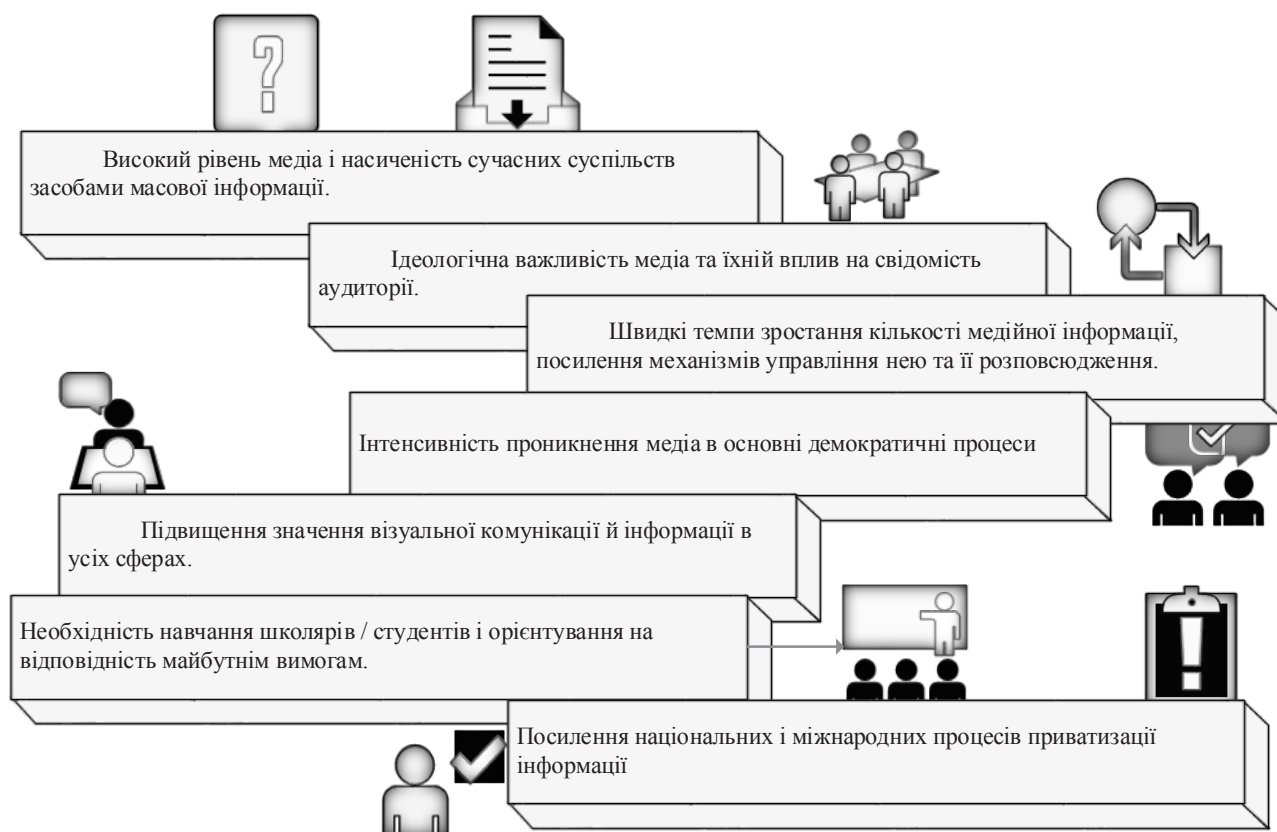 Високий рівень медіа і насиченість сучасних суспільств
засобами масової інформації.
Ідеологічна важливість медіа та їхній вплив на свідомість
аудиторії.
Швидкі темпи зростання кількості медійної інформації,
посилення механізмів управління нею та її розповсюдження.
Інтенсивність проникнення медіа в основні демократичні процеси
Підвищення значення візуальної комунікації й інформації в
усіх сферах.
Необхідність навчання школярів / студентів і орієнтування на
відповідність майбутнім вимогам.
Посилення національних і міжнародних процесів приватизації
інформації